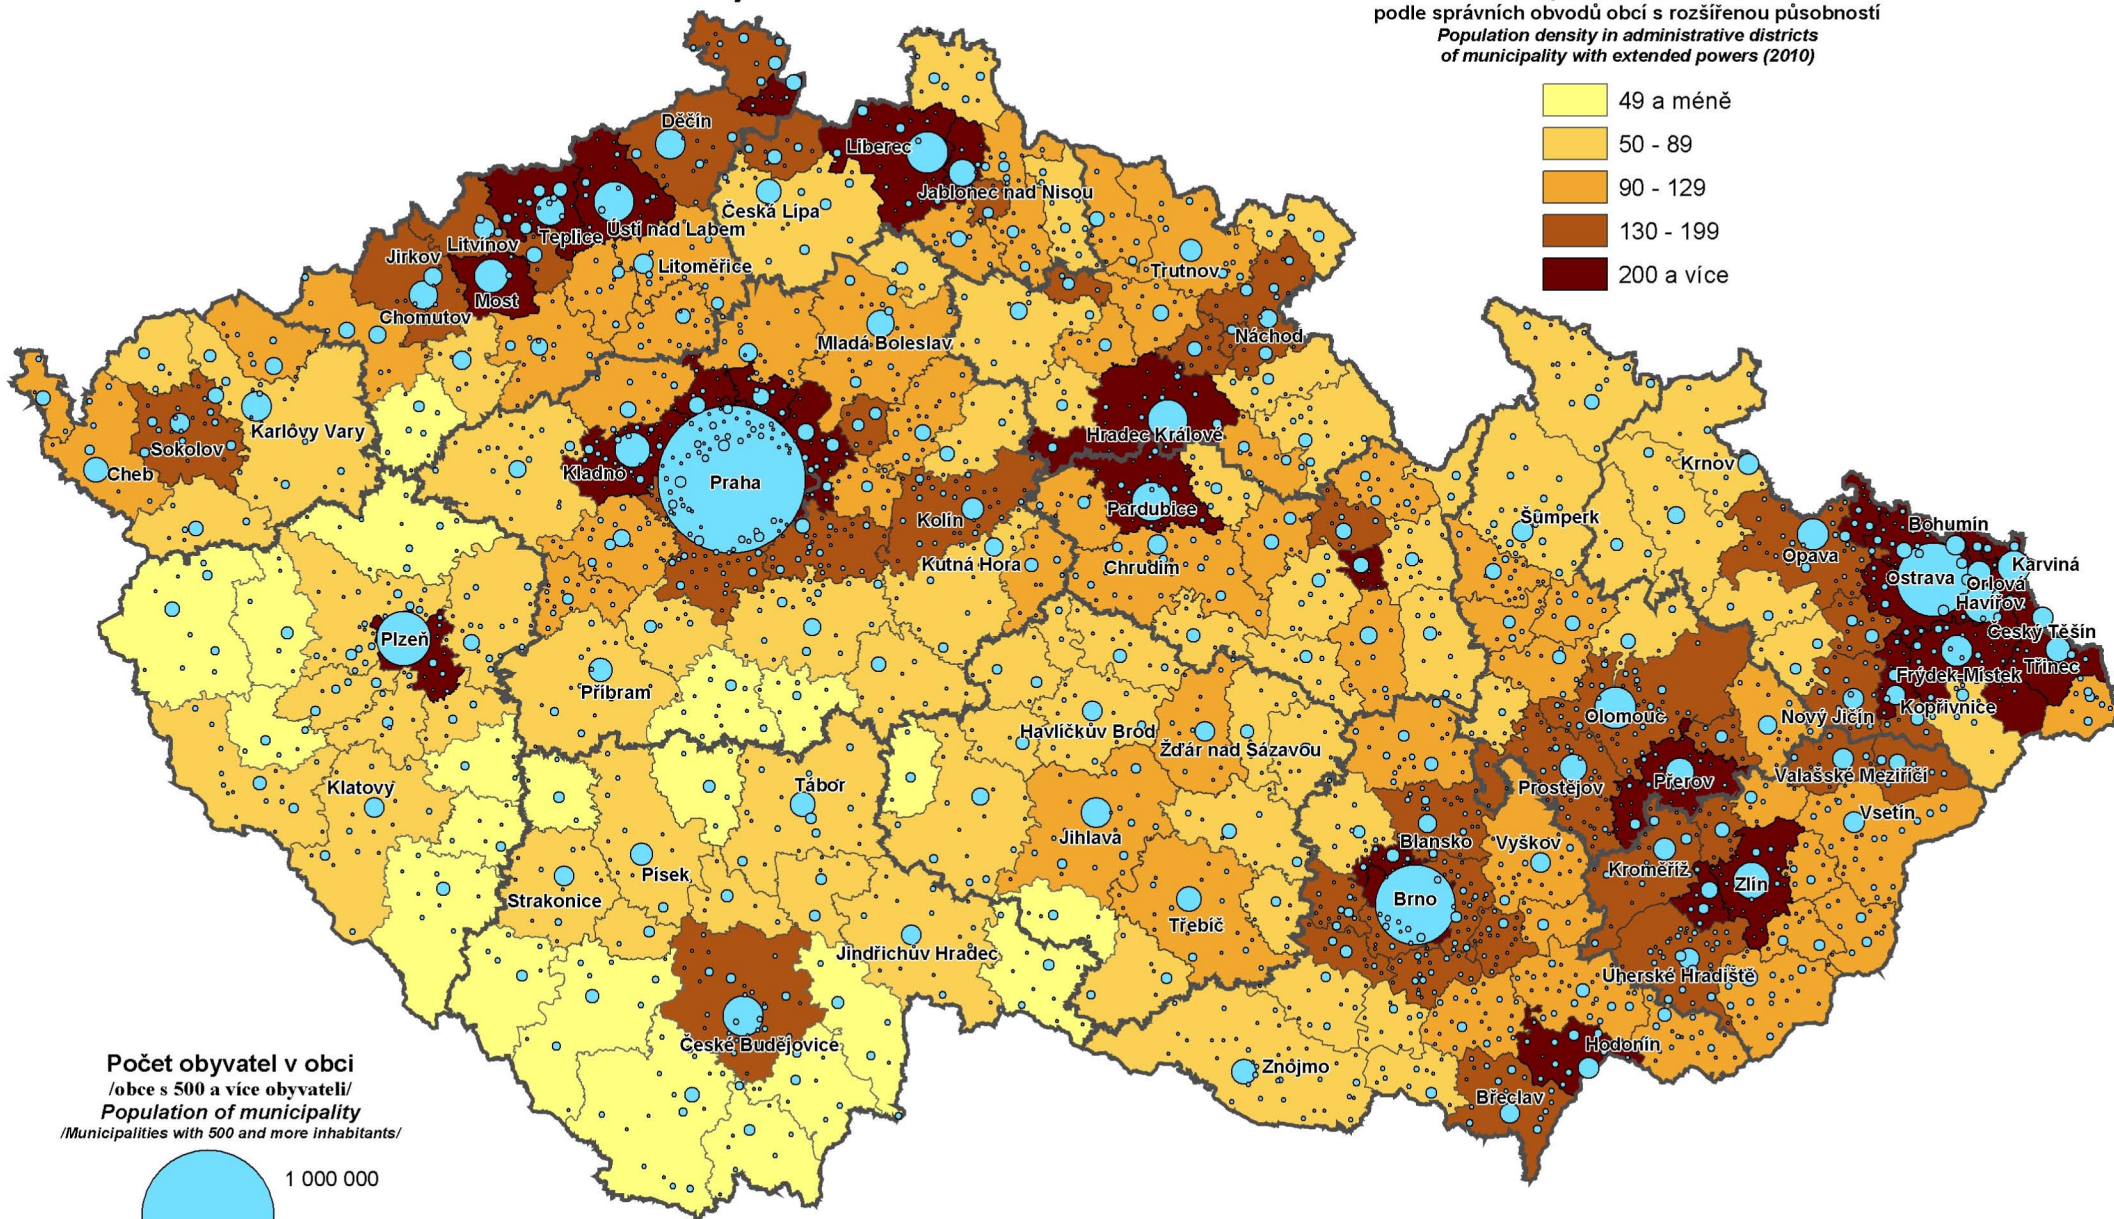 podle správních obvodů obcí s rozšířenou působností
Population density in administrative districts
of municipality with extended powers (2010)
49 a méně
50 - 89
90 - 129
130 - 199
200 a více
Děčín
Liberec
Jablonec nad Nisou
Česká Lípa
Ústí nad Labem
Teplice
Litvínov
Jirkov
Litoměřice
Trutnov
Most
Chomutov
Mladá Boleslav
Náchod
Karlovy Vary
Sokolov
Cheb
Hradec Králové
Kladno
Praha
Krnov
Pardubice
Kolín
Šumperk
Bohumín
Opava
Kutná Hora
Chrudim
Karviná
Ostrava
Orlová
Havířov
Český Těšín
Plzeň
Třinec
Frýdek-Místek
Příbram
Kopřivnice
Olomouc
Nový Jičín
Havlíčkův Brod
Žďár nad Sázavou
Valašské Meziříčí
Přerov
Prostějov
Tábor
Klatovy
Vsetín
Jihlava
Blansko
Vyškov
Kroměříž
Písek
Zlín
Strakonice
Brno
Třebíč
Jindřichův Hradec
Uherské Hradiště
České Budějovice
Hodonín
Znojmo
Břeclav
Počet obyvatel v obci
/obce s 500 a více obyvateli/
Population of municipality
/Municipalities with 500 and more inhabitants/
1 000 000